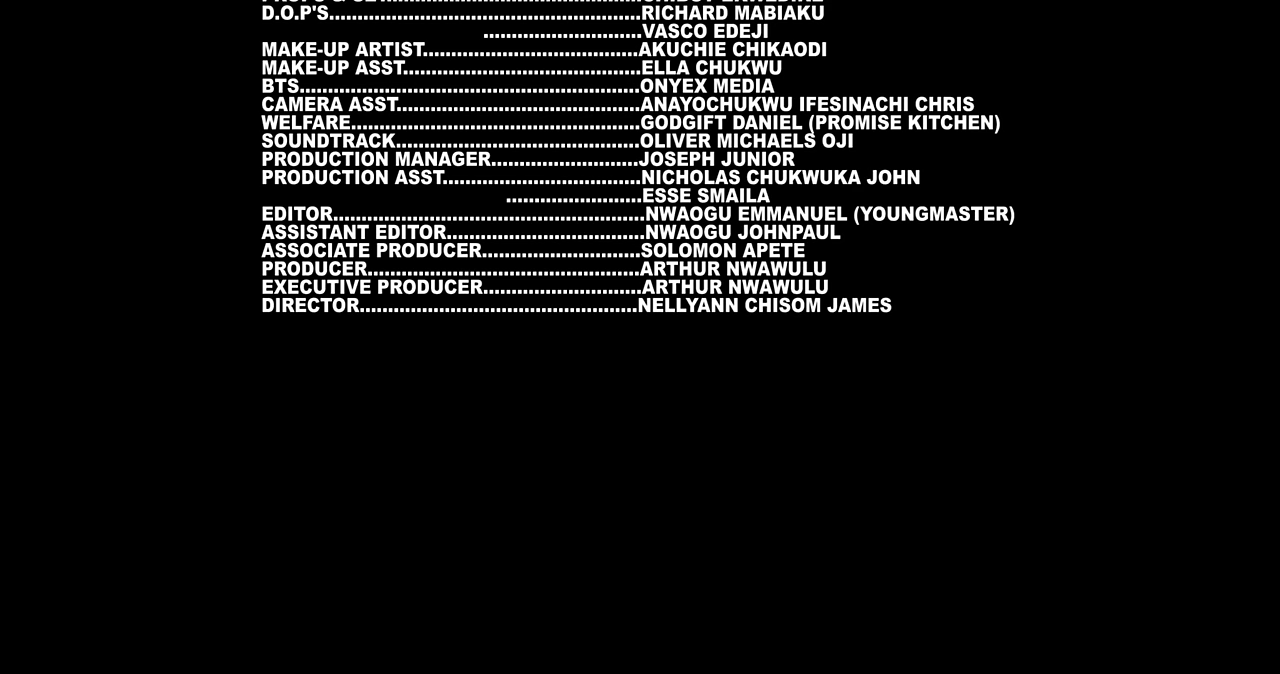 D.O.P'S.......................................................RICHARD MABIAKU
............................VASCO EDEJI
MAKE-UP ARTIST......................................AKUCHIE CHIKAODI
MAKE-UP ASST..........................................ELLA CHUKWU
BTS............................................................ONYEX MEDIA
CAMERA ASST...........................................ANAYOCHUKWU IFESINACHI CHRIS
WELFARE...................................................GODGIFT DANIEL (PROMISE KITCHEN)
SOUNDTRACK...........................................OLIVER MICHAELS OJI
PRODUCTION MANAGER..........................JOSEPH JUNIOR
PRODUCTION ASST...................................NICHOLAS CHUKWUKA JOHN
........................ESSE SMAILA
EDITOR.......................................................NWAOGU EMMANUEL (YOUNGMASTER)
ASSISTANT EDITOR...................................NWAOGU JOHNPAUL
ASSOCIATE PRODUCER............................SOLOMON APETE
PRODUCER................................................ARTHUR NWAWULU
EXECUTIVE PRODUCER............................ARTHUR NWAWULU
DIRECTOR.................................................NELLYANN CHISOM JAMES